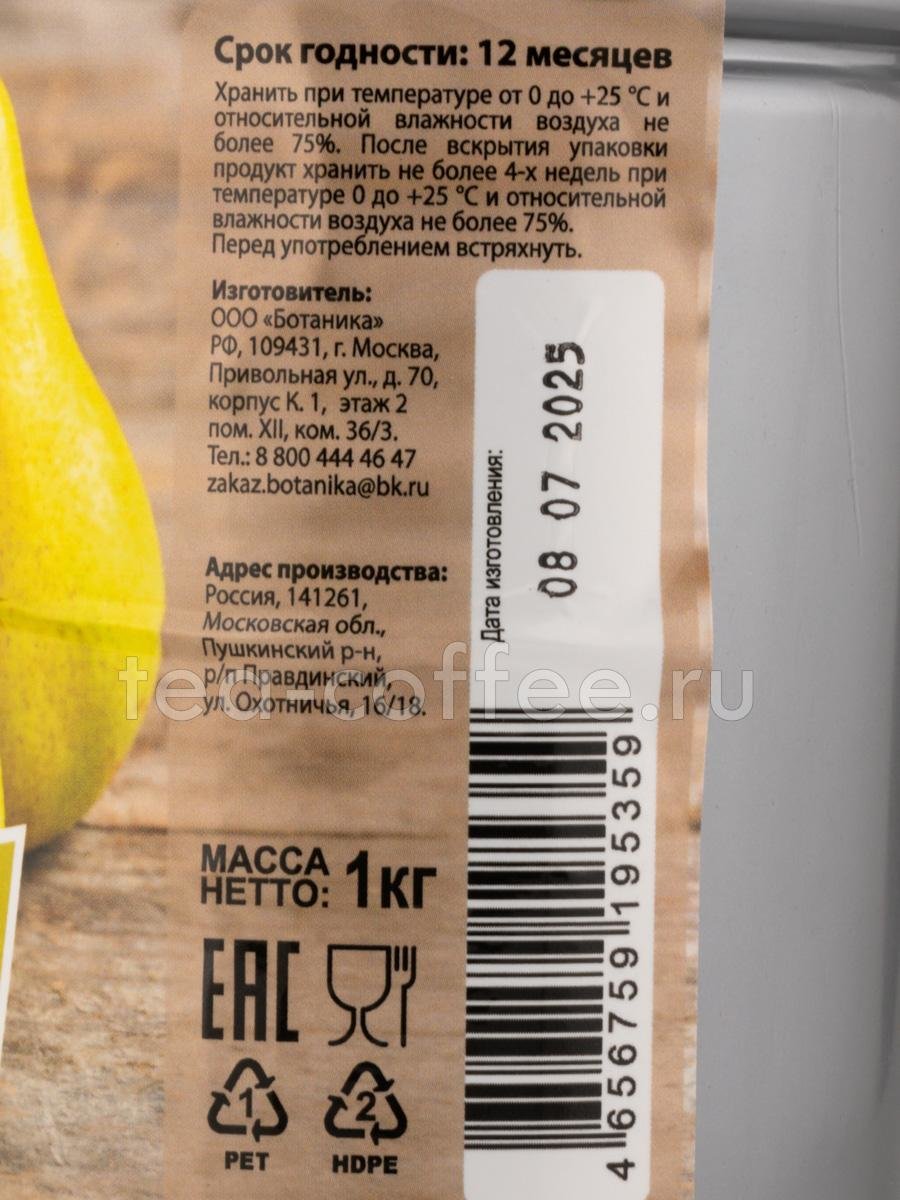 Срок годности: 12 месяцев
Хранить при температуре от 0 до +25 °С и
относительной влажности воздуха не
более 75%. После вскрытия упаковки
продукт хранить не более 4-х недель при
температуре 0 до +25 °С и относительной
влажности воздуха не более 75%.
Перед употреблением встряхнуть.
Изготовитель:
ООО «Ботаника»
РФ, 109431, г. Москва,
Привольная ул., д. 70,
корпус К. 1, этаж 2
пом. XII, ком. 36/3.
Тел.: 8 800 444 46 47
zakaz.botanika@bk.ru
Адрес производства:
Россия, 141261,
Московская обл.,
Пушкинский р-н,
р/п Правдинский,
ул. Охотничья, 16/18.
Дата изготовления:
08 07 2025
tea-coffee.ru
МАССА
НЕТТО: 1 кг
EAC
1
PET
2
HDPE
4 656759 195359